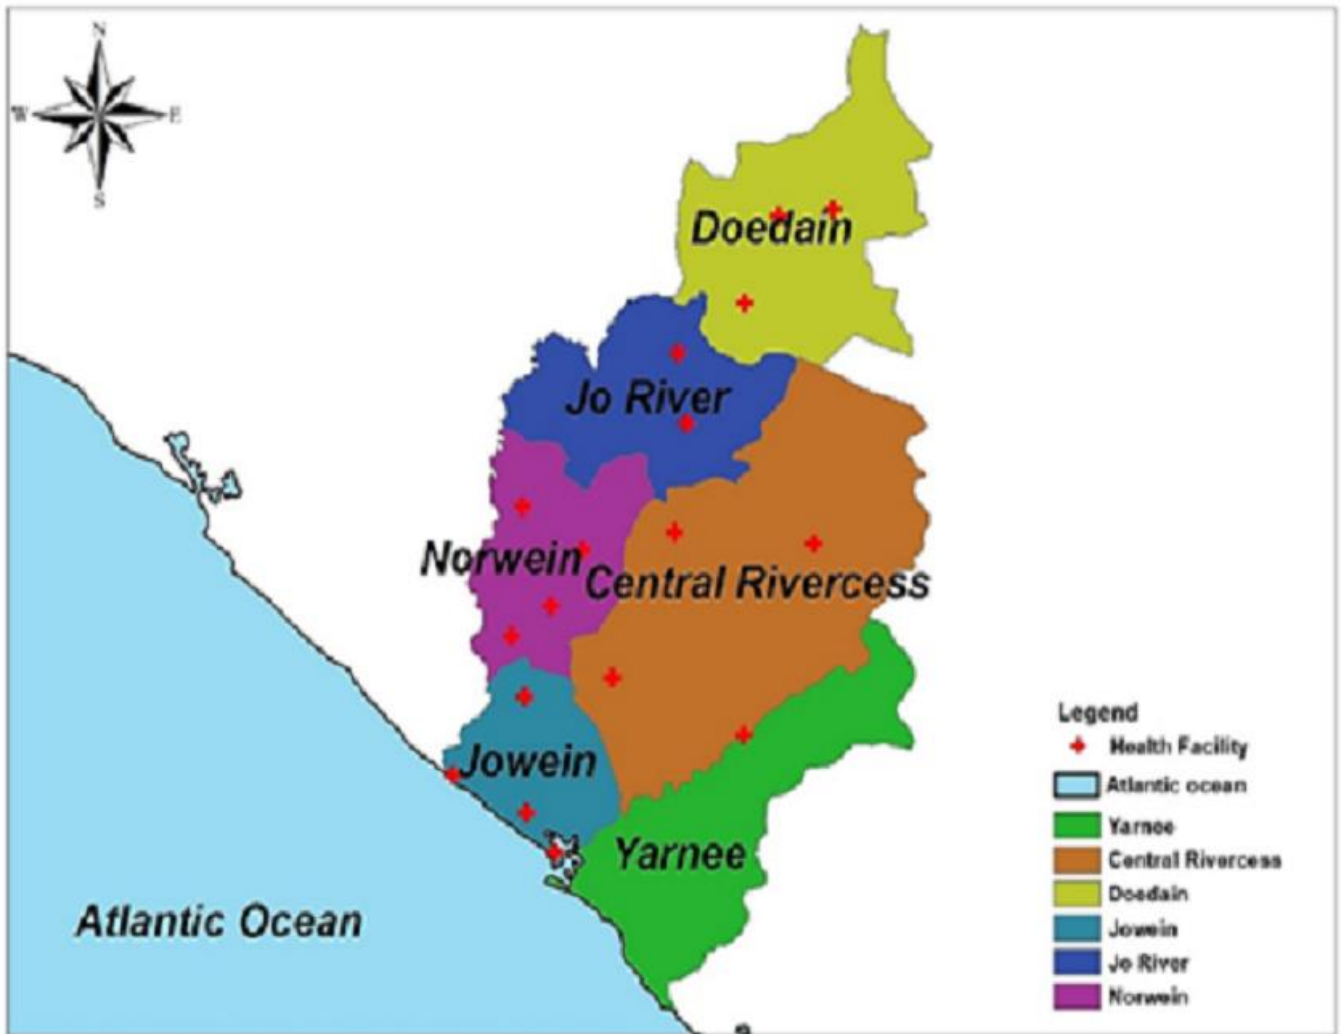 N
W E
S
Doedain
Jo River
Norwein
Central Rivercess
Jowein
Yarnee
Atlantic Ocean
Legend
Health Facility
Atlantic ocean
Yarnee
Central Rivercess
Doedain
Jowein
Jo River
Norwein